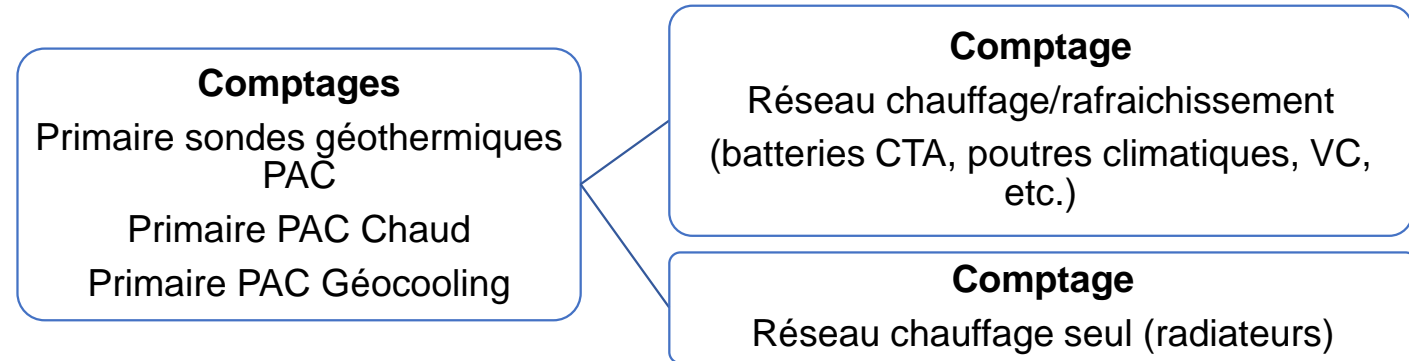 Comptages
Primaire sondes géothermiques
PAC
Primaire PAC Chaud
Primaire PAC Géocooling
Comptage
Réseau chauffage/rafraichissement
(batteries CTA, poutres climatiques, VC,
etc.)
Comptage
Réseau chauffage seul (radiateurs)